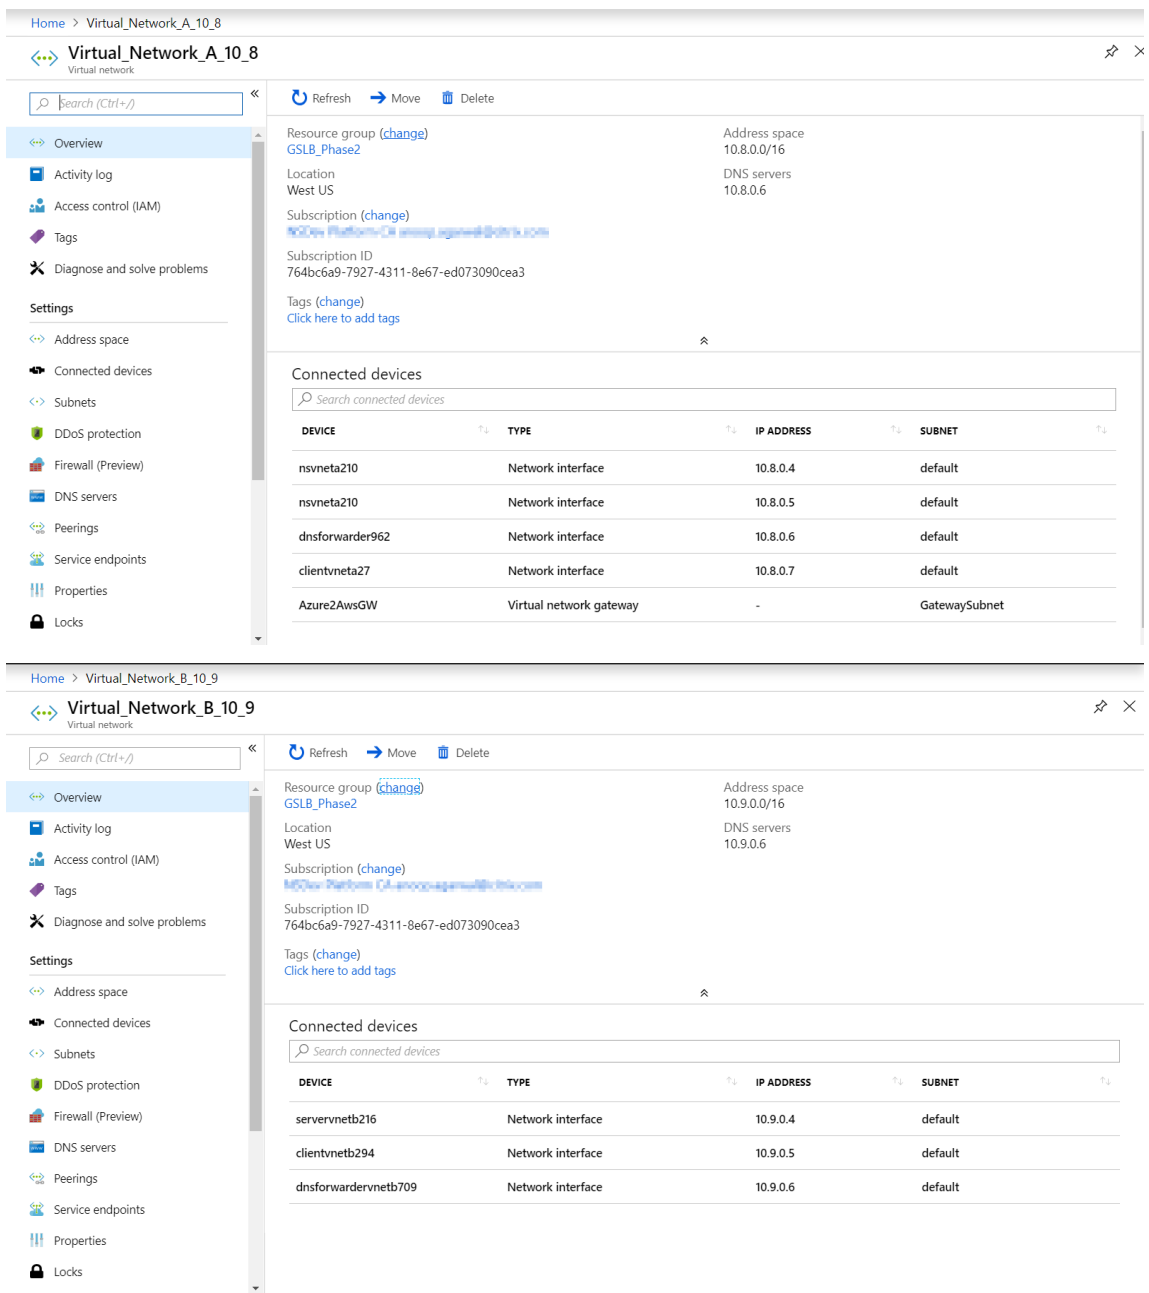 Home > Virtual_Network_A_10_8
Virtual_Network_A_10_8
Virtual network
Search (Ctrl+/)
Overview
Activity log
Access control (IAM)
Tags
Diagnose and solve problems
Settings
Address space
Connected devices
Subnets
DDoS protection
Firewall (Preview)
DNS servers
Peerings
Service endpoints
Properties
Locks
Refresh Move Delete
Resource group (change)
GSLB_Phase2
Location
West US
Subscription (change)
Subscription ID
764bc6a9-7927-4311-8e67-ed073090cea3
Tags (change)
Click here to add tags
Address space
10.8.0.0/16
DNS servers
10.8.0.6
Connected devices
Search connected devices
DEVICE TYPE IP ADDRESS SUBNET
nsvneta210 Network interface 10.8.0.4 default
nsvneta210 Network interface 10.8.0.5 default
dnsforwarder962 Network interface 10.8.0.6 default
clientvneta27 Network interface 10.8.0.7 default
Azure2AwsGW Virtual network gateway - GatewaySubnet
Home > Virtual_Network_B_10_9
Virtual_Network_B_10_9
Virtual network
Search (Ctrl+/)
Overview
Activity log
Access control (IAM)
Tags
Diagnose and solve problems
Settings
Address space
Connected devices
Subnets
DDoS protection
Firewall (Preview)
DNS servers
Peerings
Service endpoints
Properties
Locks
Refresh Move Delete
Resource group (change)
GSLB_Phase2
Location
West US
Subscription (change)
Subscription ID
764bc6a9-7927-4311-8e67-ed073090cea3
Tags (change)
Click here to add tags
Address space
10.9.0.0/16
DNS servers
10.9.0.6
Connected devices
Search connected devices
DEVICE TYPE IP ADDRESS SUBNET
servervnetb216 Network interface 10.9.0.4 default
clientvnetb294 Network interface 10.9.0.5 default
dnsforwardervnetb709 Network interface 10.9.0.6 default